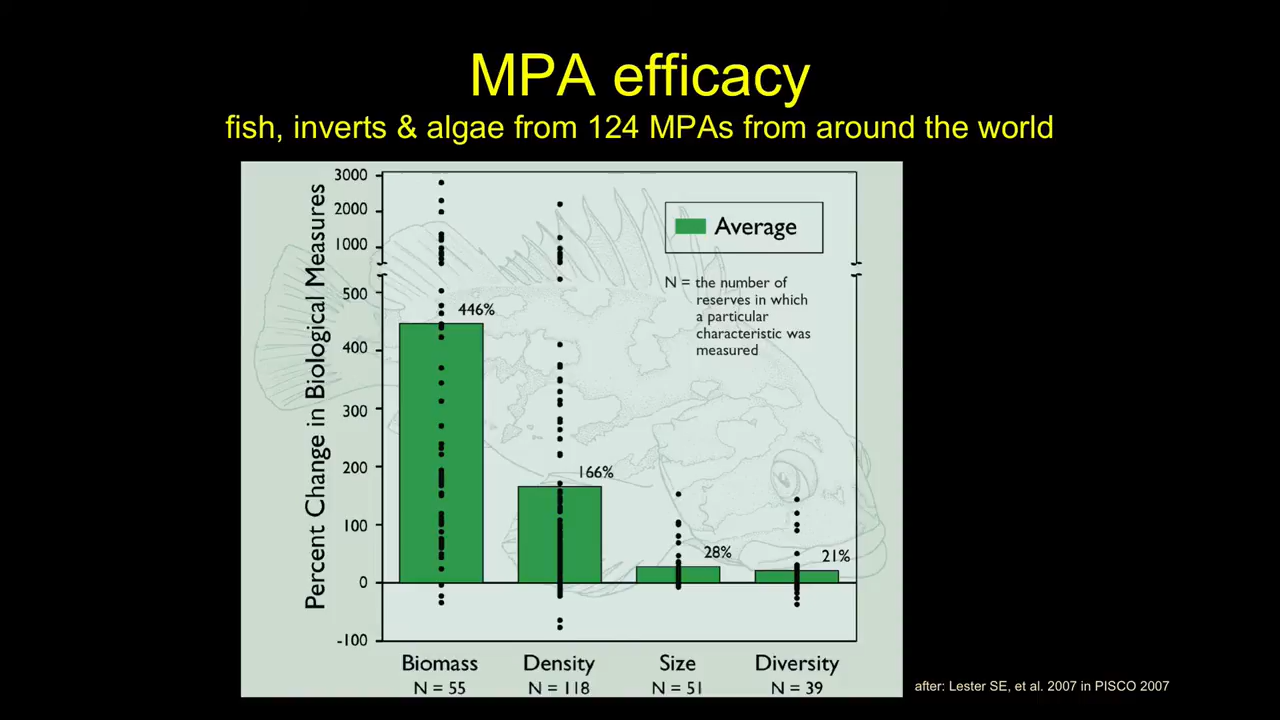 MPA efficacy
fish, inverts & algae from 124 MPAs from around the world
Percent Change in Biological Measures
3000
2000
1000
500
400
300
200
100
0
-100
Average
N = the number of
reserves in which
a particular
characteristic was
measured
446%
166%
28%
21%
Biomass
N = 55
Density
N = 118
Size
N = 51
Diversity
N = 39
after: Lester SE, et al. 2007 in PISCO 2007